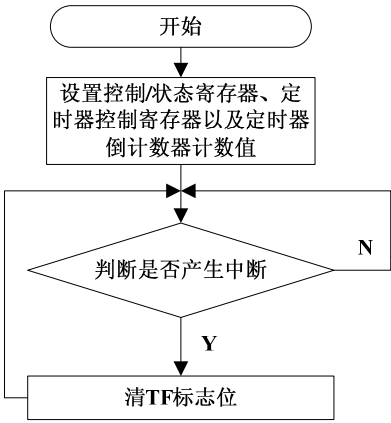 开始
设置控制/状态寄存器、定
时器控制寄存器以及定时器
倒计数器计数值
判断是否产生中断
N
Y
清TF标志位